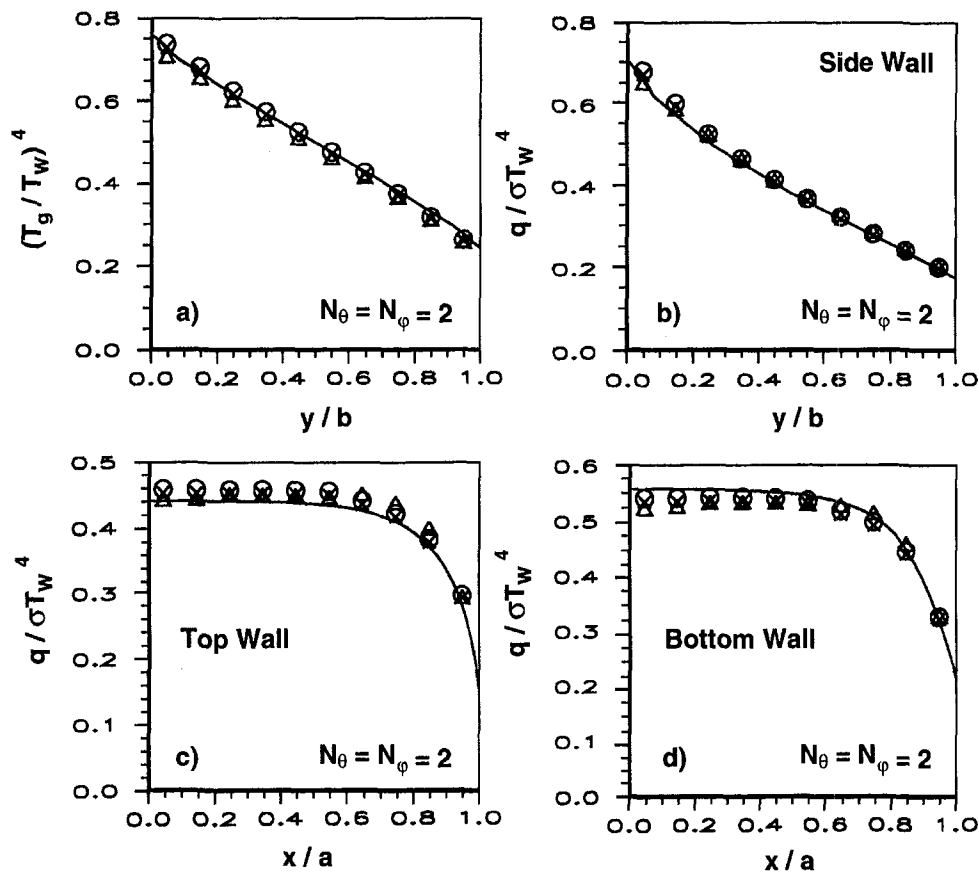 0.8
0.6
0.4
0.2
0.0
(T_g / T_W)^4
a)
N_θ = N_φ = 2
0.0 0.2 0.4 0.6 0.8 1.0
y / b
0.8
0.6
0.4
0.2
0.0
q / σT_W^4
Side Wall
b)
N_θ = N_φ = 2
0.0 0.2 0.4 0.6 0.8 1.0
y / b
0.5
0.4
0.3
0.2
0.1
0.0
q / σT_W^4
Top Wall
c)
N_θ = N_φ = 2
0.0 0.2 0.4 0.6 0.8 1.0
x / a
0.6
0.5
0.4
0.3
0.2
0.1
0.0
q / σT_W^4
Bottom Wall
d)
N_θ = N_φ = 2
0.0 0.2 0.4 0.6 0.8 1.0
x / a